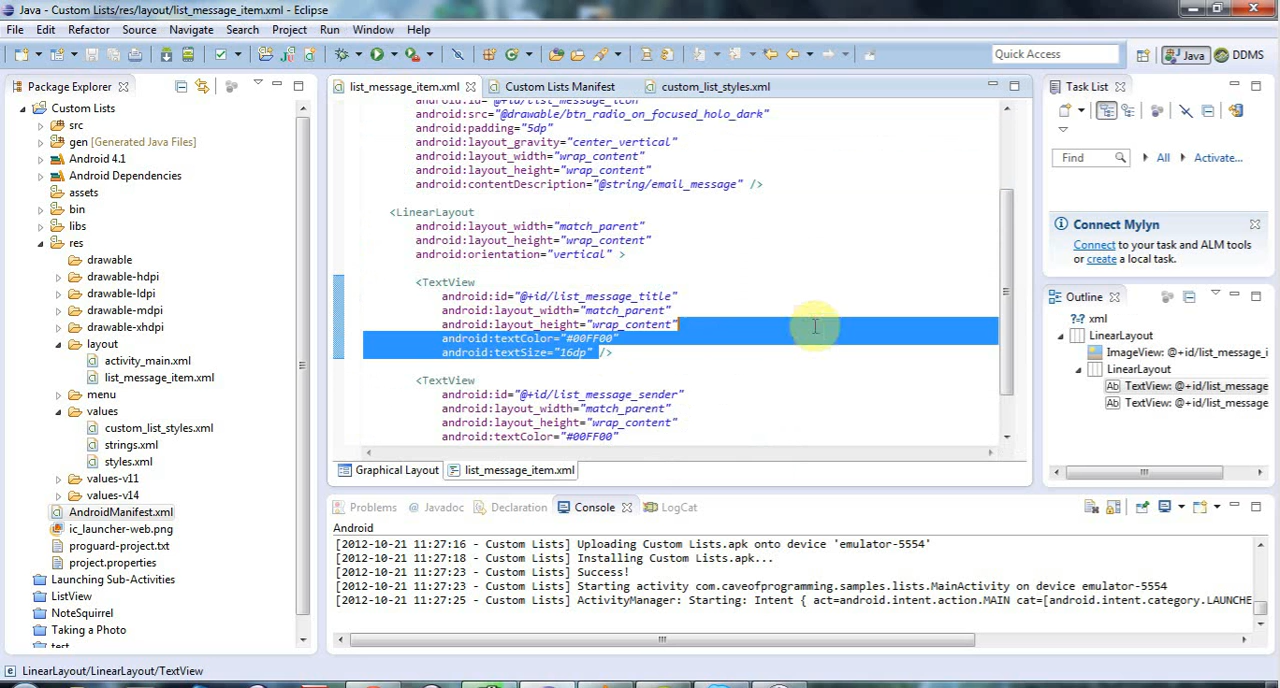 Java - Custom Lists/res/layout/list_message_item.xml - Eclipse
File Edit Refactor Source Navigate Search Project Run Window Help
Quick Access
Java
DDMS
Package Explorer
Custom Lists
src
gen [Generated Java Files]
Android 4.1
Android Dependencies
assets
bin
libs
res
drawable
drawable-hdpi
drawable-ldpi
drawable-mdpi
drawable-xhdpi
layout
activity_main.xml
list_message_item.xml
menu
values
custom_list_styles.xml
strings.xml
styles.xml
values-v11
values-v14
AndroidManifest.xml
ic_launcher-web.png
proguard-project.txt
project.properties
Launching Sub-Activities
ListView
NoteSquirrel
Taking a Photo
test
list_message_item.xml
Custom Lists Manifest
custom_list_styles.xml
android:id="@+id/list_message_icon"
android:src="@drawable/btn_radio_on_focused_holo_dark"
android:padding="5dp"
android:layout_gravity="center_vertical"
android:layout_width="wrap_content"
android:layout_height="wrap_content"
android:contentDescription="@string/email_message" />
<LinearLayout
android:layout_width="match_parent"
android:layout_height="wrap_content"
android:orientation="vertical" >
<TextView
android:id="@+id/list_message_title"
android:layout_width="match_parent"
android:layout_height="wrap_content"
android:textColor="#00FF00"
android:textSize="16dp" />
<TextView
android:id="@+id/list_message_sender"
android:layout_width="match_parent"
android:layout_height="wrap_content"
android:textColor="#00FF00"
Graphical Layout
list_message_item.xml
Problems
@ Javadoc
Declaration
Console
LogCat
Android
[2012-10-21 11:27:16 - Custom Lists] Uploading Custom Lists.apk onto device 'emulator-5554'
[2012-10-21 11:27:18 - Custom Lists] Installing Custom Lists.apk...
[2012-10-21 11:27:23 - Custom Lists] Success!
[2012-10-21 11:27:23 - Custom Lists] Starting activity com.caveofprogramming.samples.lists.MainActivity on device emulator-5554
[2012-10-21 11:27:25 - Custom Lists] ActivityManager: Starting: Intent { act=android.intent.action.MAIN cat=[android.intent.category.LAUNCHE
Task List
Find
All
Activate...
Connect Mylyn
Connect to your task and ALM tools
or create a local task.
Outline
xml
LinearLayout
ImageView: @+id/list_message_i
LinearLayout
Ab TextView: @+id/list_message
Ab TextView: @+id/list_message
LinearLayout/LinearLayout/TextView